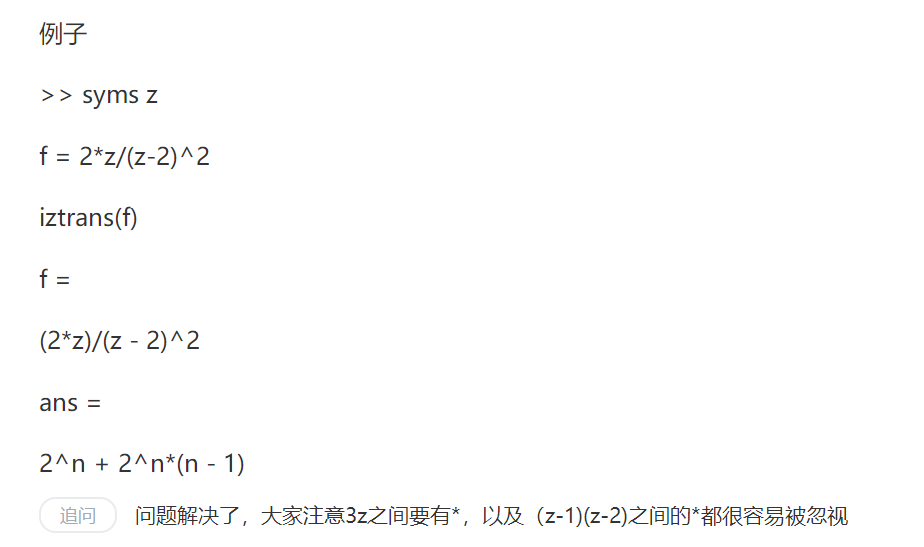 例子
>> syms z
f = 2*z/(z-2)^2
iztrans(f)
f =
(2*z)/(z - 2)^2
ans =
2^n + 2^n*(n - 1)
追问 问题解决了，大家注意3z之间要有*，以及（z-1)(z-2)之间的*都很容易被忽视